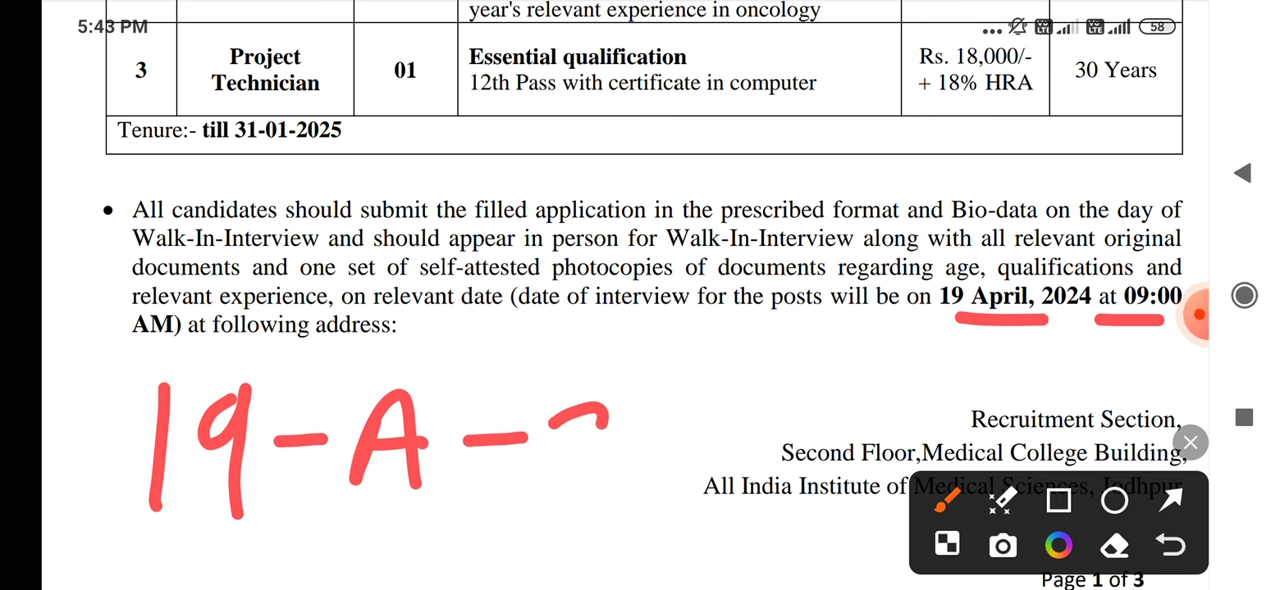 year's relevant experience in oncology
5:43 PM
58
3
Project
Technician
01
Essential qualification
12th Pass with certificate in computer
Rs. 18,000/-
+ 18% HRA
30 Years
Tenure:- till 31-01-2025
• All candidates should submit the filled application in the prescribed format and Bio-data on the day of
Walk-In-Interview and should appear in person for Walk-In-Interview along with all relevant original
documents and one set of self-attested photocopies of documents regarding age, qualifications and
relevant experience, on relevant date (date of interview for the posts will be on 19 April, 2024 at 09:00
AM) at following address:
19-A-
Recruitment Section,
Second Floor,Medical College Building,
All India Institute of Medical Sciences, Jodhpur
Page 1 of 3